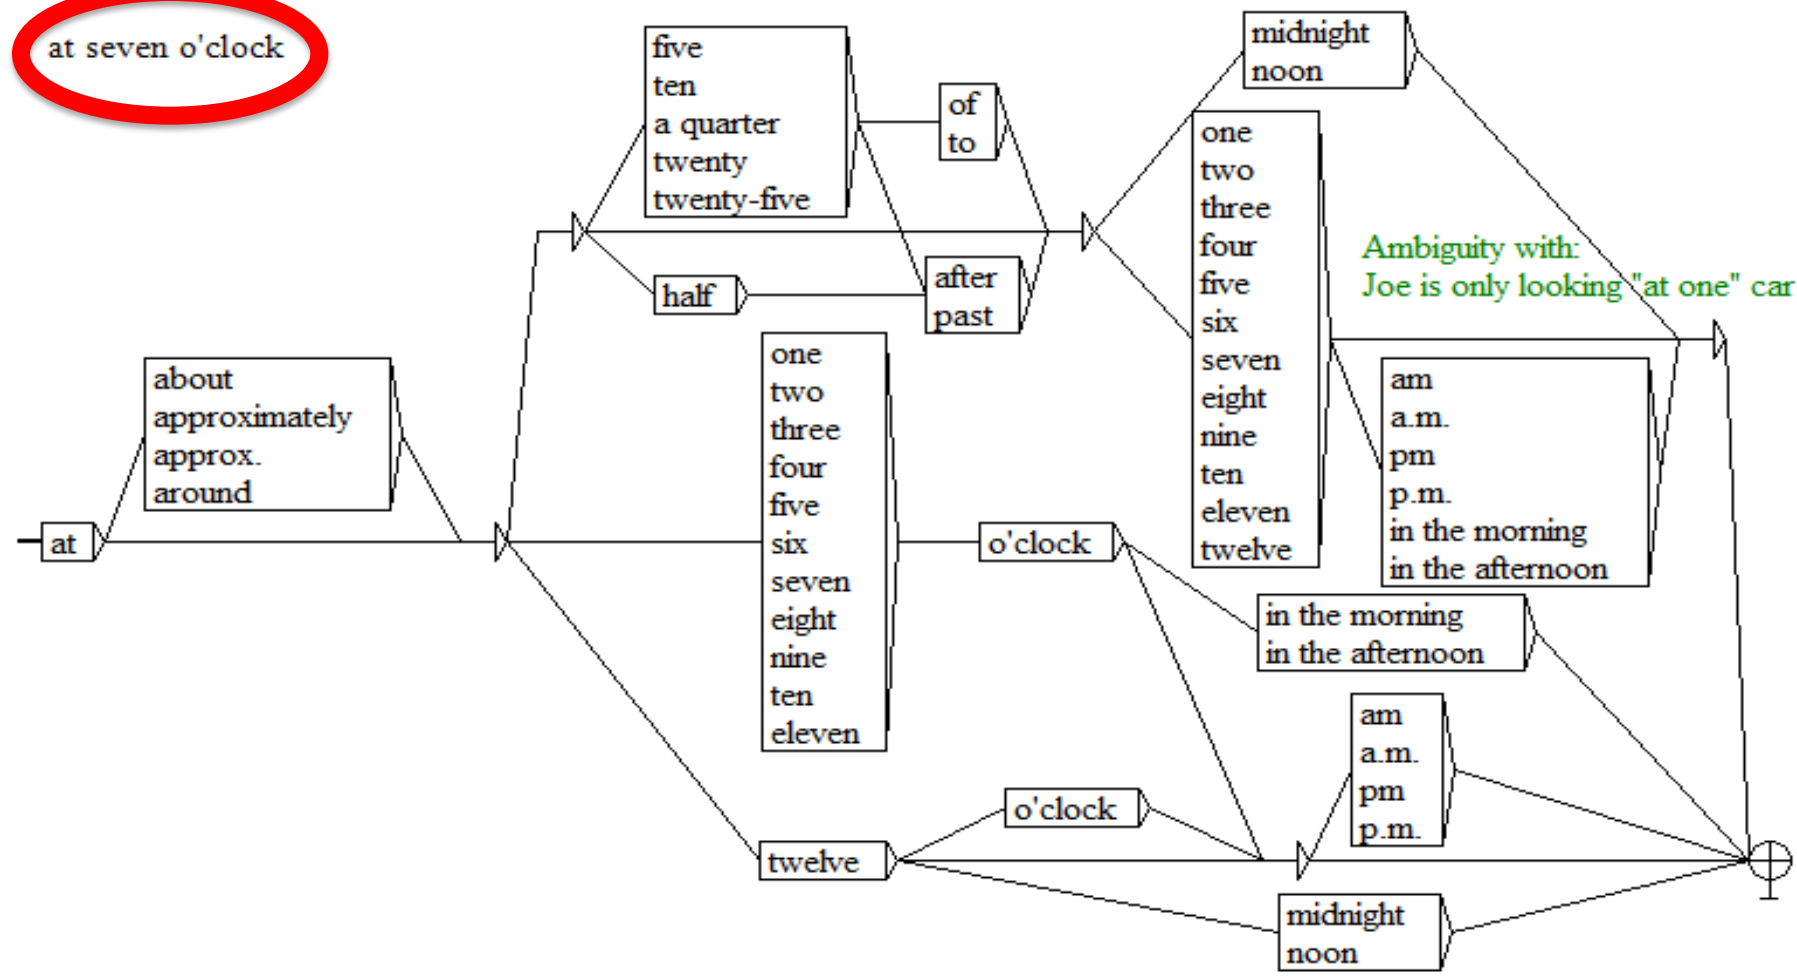 at seven o'clock
five
ten
a quarter
twenty
twenty-five
of
to
half
after
past
midnight
noon
one
two
three
four
five
six
seven
eight
nine
ten
eleven
twelve
Ambiguity with:
Joe is only looking "at one" car
am
a.m.
pm
p.m.
in the morning
in the afternoon
about
approximately
approx.
around
at
one
two
three
four
five
six
seven
eight
nine
ten
eleven
o'clock
in the morning
in the afternoon
am
a.m.
pm
p.m.
o'clock
twelve
midnight
noon